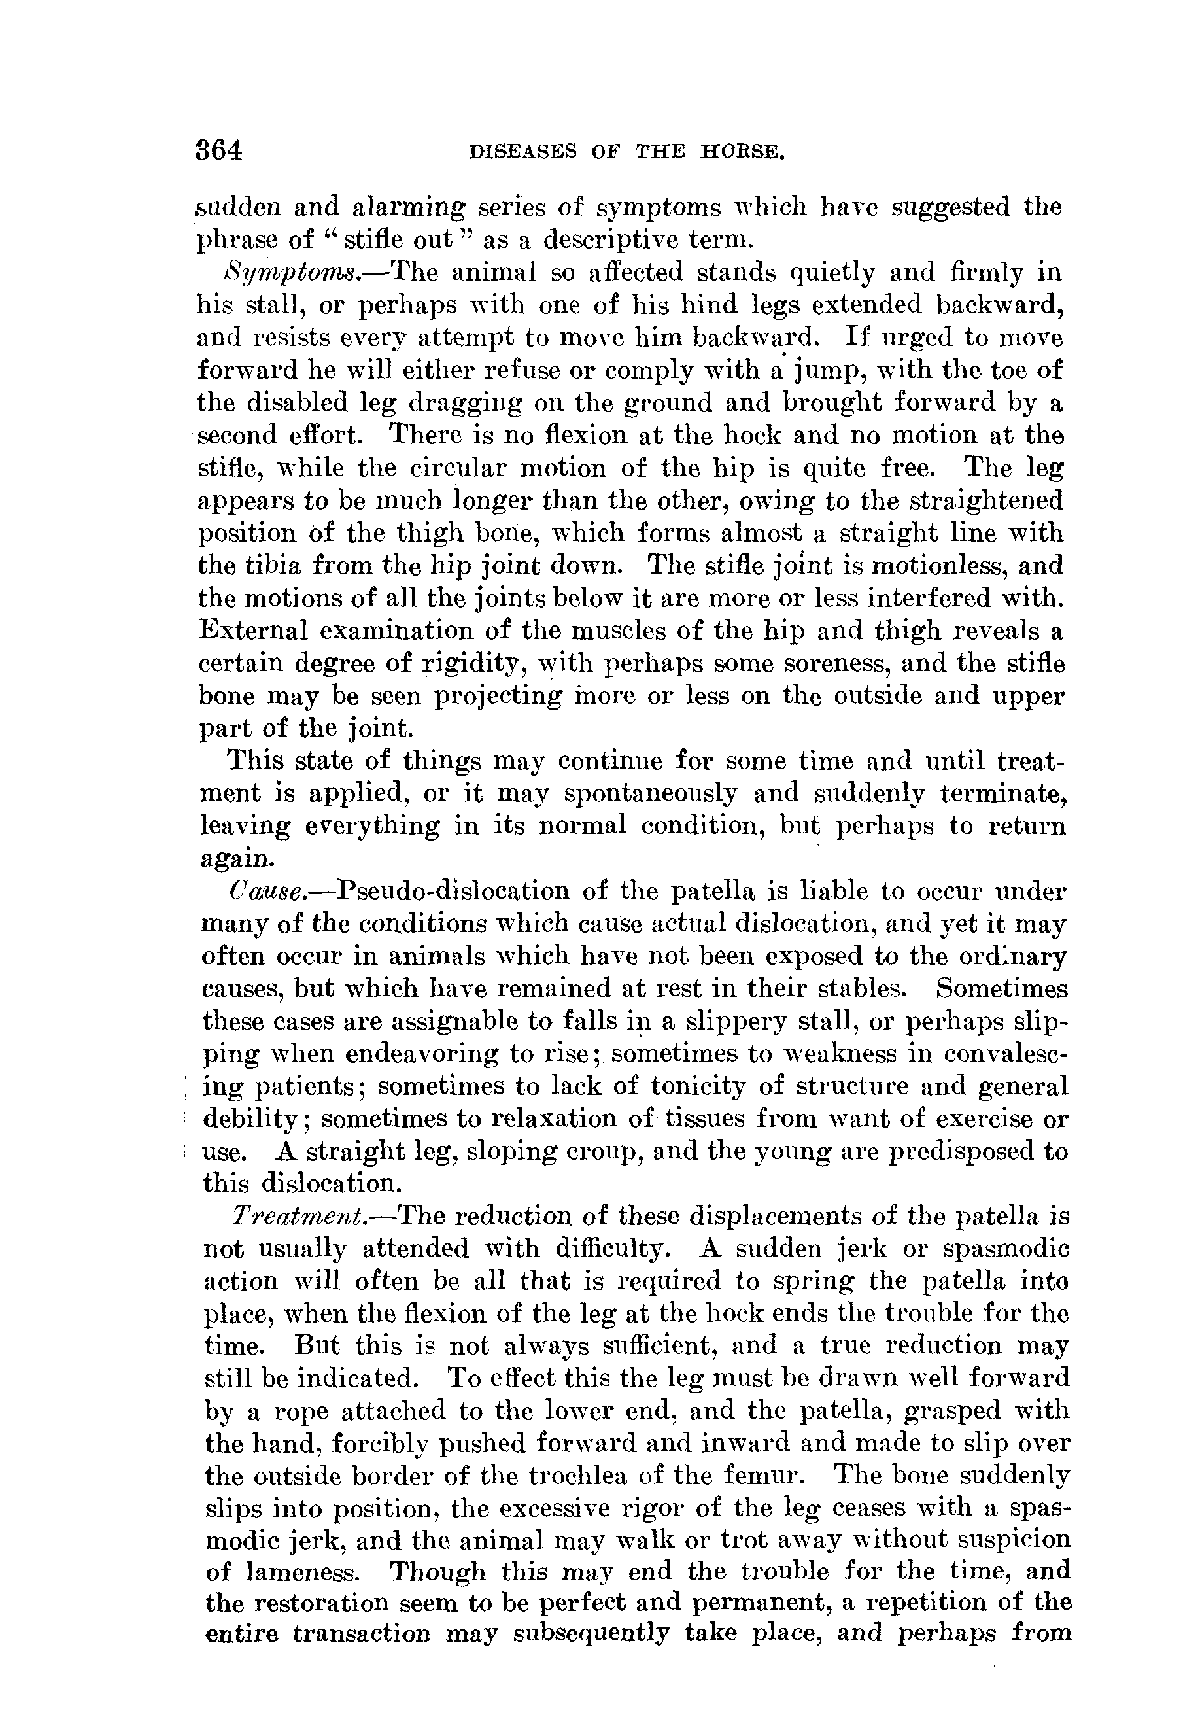 364 DISEASES OF THE HORSE.
sudden and alarming series of symptoms which have suggested the
phrase of “ stifle out ” as a descriptive term.
Symptoms.—The animal so affected stands quietly and firmly in
his stall, or perhaps with one of his hind legs extended backward,
and resists every attempt to move him backward. If urged to move
forward he will either refuse or comply with a jump, with the toe of
the disabled leg dragging on the ground and brought forward by a
second effort. There is no flexion at the hock and no motion at the
stifle, while the circular motion of the hip is quite free. The leg
appears to be much longer than the other, owing to the straightened
position of the thigh bone, which forms almost a straight line with
the tibia from the hip joint down. The stifle joint is motionless, and
the motions of all the joints below it are more or less interfered with.
External examination of the muscles of the hip and thigh reveals a
certain degree of rigidity, with perhaps some soreness, and the stifle
bone may be seen projecting more or less on the outside and upper
part of the joint.
This state of things may continue for some time and until treat-
ment is applied, or it may spontaneously and suddenly terminate,
leaving everything in its normal condition, but perhaps to return
again.
Cause.—Pseudo-dislocation of the patella is liable to occur under
many of the conditions which cause actual dislocation, and yet it may
often occur in animals which have not been exposed to the ordinary
causes, but which have remained at rest in their stables. Sometimes
these cases are assignable to falls in a slippery stall, or perhaps slip-
ping when endeavoring to rise; sometimes to weakness in convalesc-
ing patients; sometimes to lack of tonicity of structure and general
debility; sometimes to relaxation of tissues from want of exercise or
use. A straight leg, sloping croup, and the young are predisposed to
this dislocation.
Treatment.—The reduction of these displacements of the patella is
not usually attended with difficulty. A sudden jerk or spasmodic
action will often be all that is required to spring the patella into
place, when the flexion of the leg at the hock ends the trouble for the
time. But this is not always sufficient, and a true reduction may
still be indicated. To effect this the leg must be drawn well forward
by a rope attached to the lower end, and the patella, grasped with
the hand, forcibly pushed forward and inward and made to slip over
the outside border of the trochlea of the femur. The bone suddenly
slips into position, the excessive rigor of the leg ceases with a spas-
modic jerk, and the animal may walk or trot away without suspicion
of lameness. Though this may end the trouble for the time, and
the restoration seem to be perfect and permanent, a repetition of the
entire transaction may subsequently take place, and perhaps from